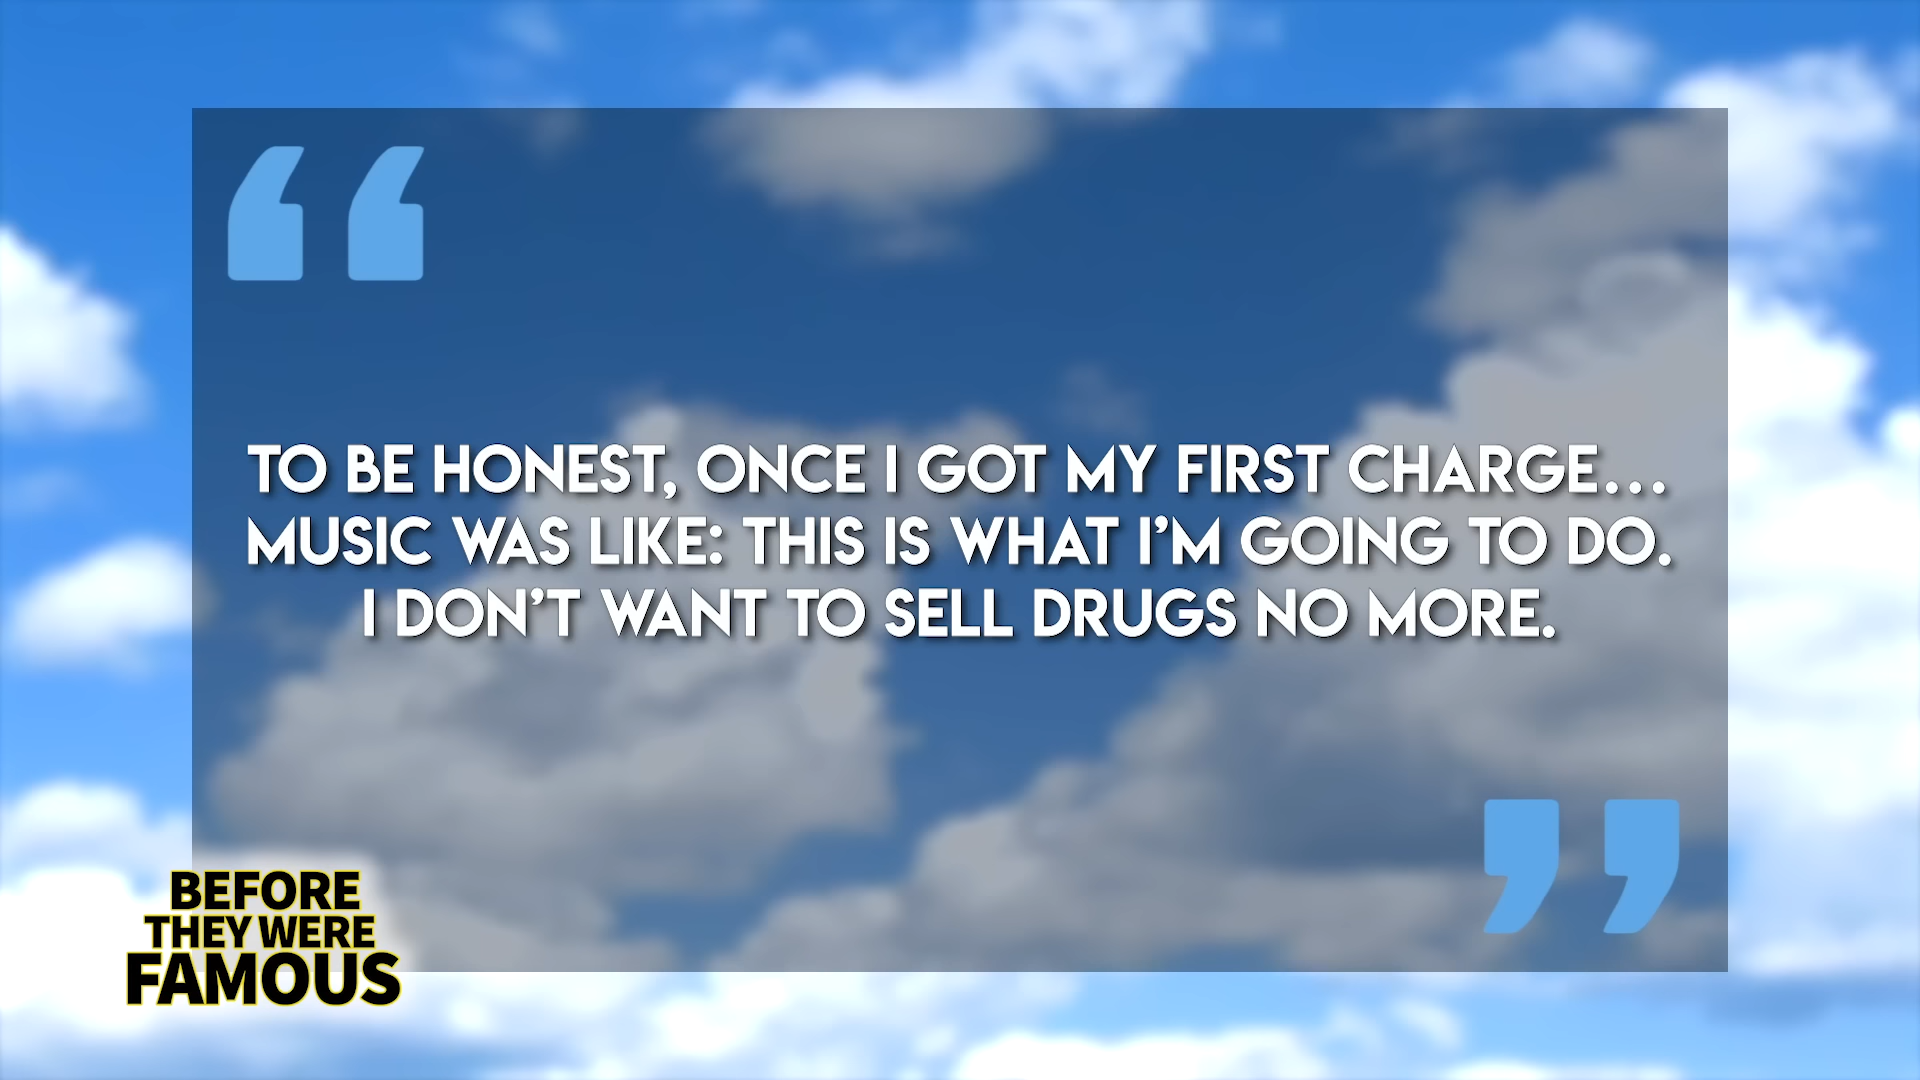 “
TO BE HONEST, ONCE I GOT MY FIRST CHARGE...
MUSIC WAS LIKE: THIS IS WHAT I’M GOING TO DO.
I DON’T WANT TO SELL DRUGS NO MORE.
”
BEFORE
THEY WERE
FAMOUS